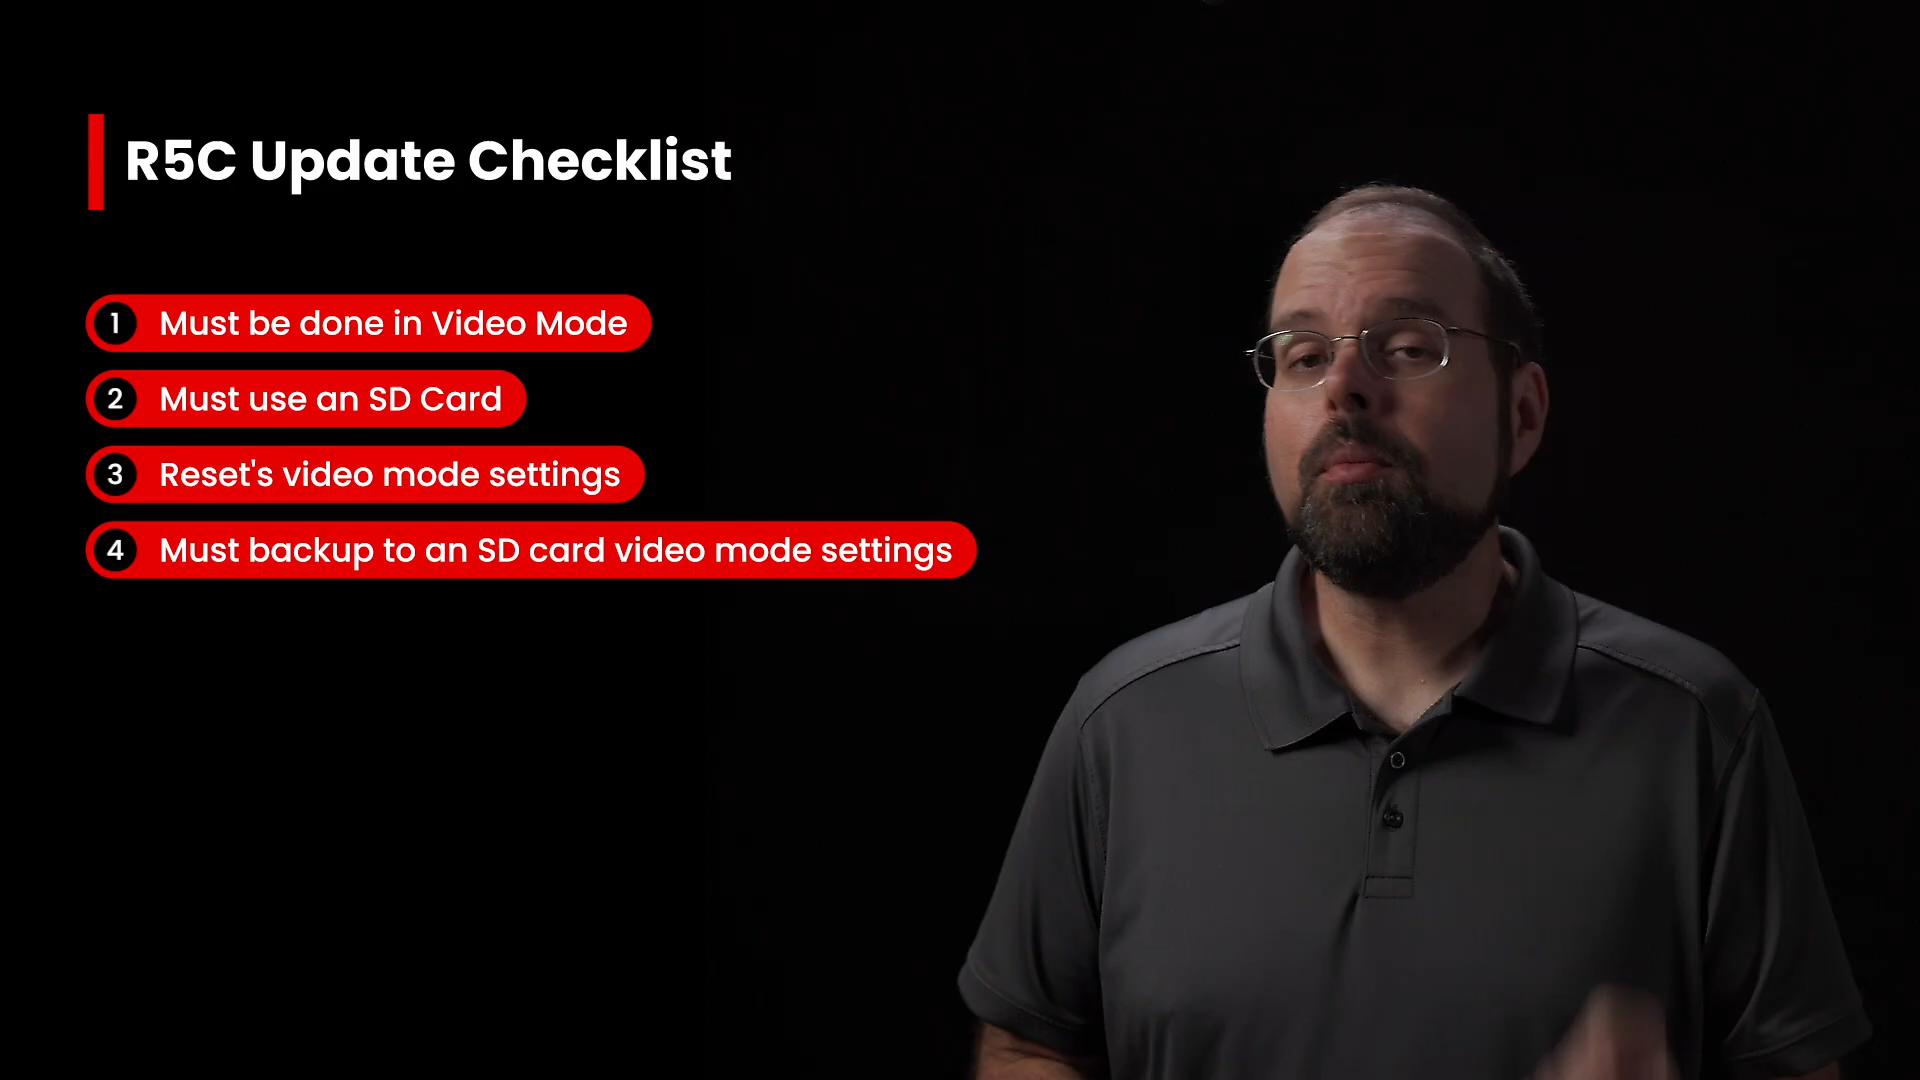 R5C Update Checklist
1 Must be done in Video Mode
2 Must use an SD Card
3 Reset's video mode settings
4 Must backup to an SD card video mode settings